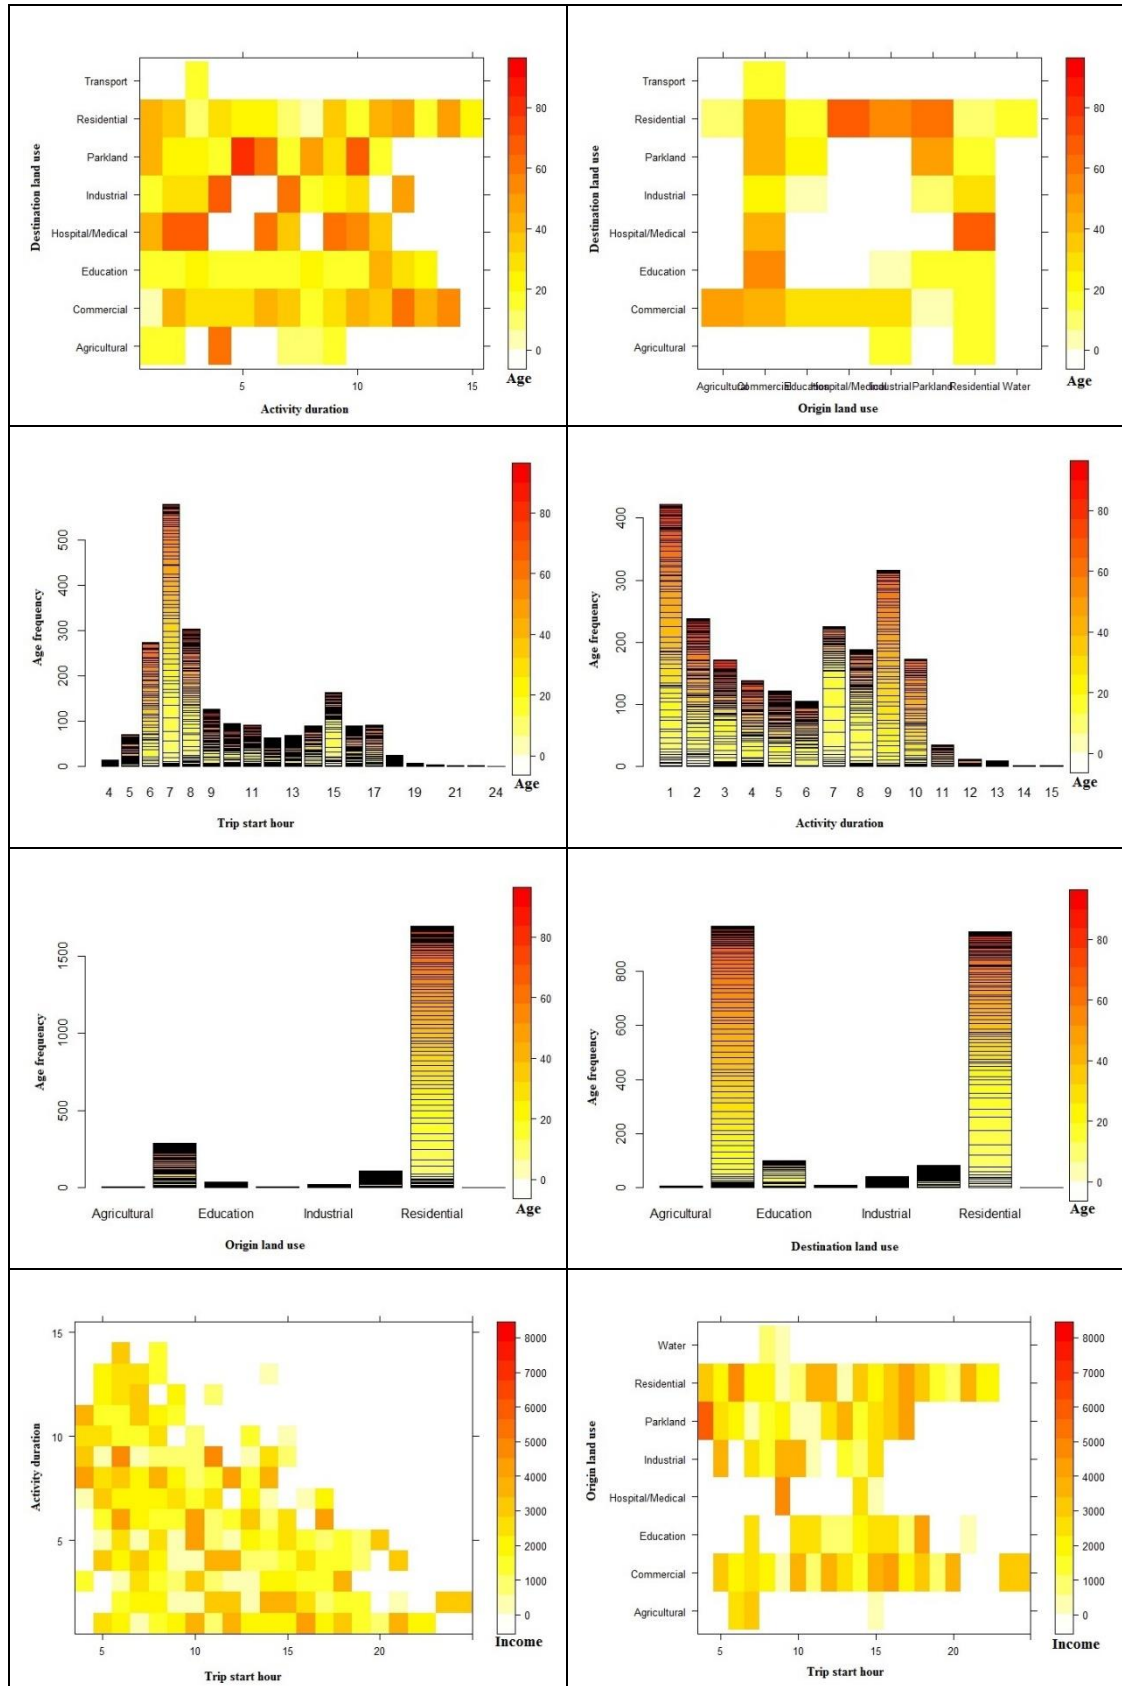 Transport
Residential
Parkland
Industrial
Hospital/Medical
Education
Commercial
Agricultural
Destination land use
5 10 15
Activity duration
80
60
40
20
0
Age
Transport
Residential
Parkland
Industrial
Hospital/Medical
Education
Commercial
Agricultural
Destination land use
Agricultural Commercial Education Hospital/Medical Industrial Parkland Residential Water
Origin land use
80
60
40
20
0
Age
500
400
300
200
100
0
Age frequency
4 5 6 7 8 9 11 13 15 17 19 21 24
Trip start hour
80
60
40
20
0
Age
400
300
200
100
0
Age frequency
1 2 3 4 5 6 7 8 9 10 11 12 13 14 15
Activity duration
80
60
40
20
0
Age
1500
1000
500
0
Age frequency
Agricultural Education Industrial Residential
Origin land use
80
60
40
20
0
Age
800
600
400
200
0
Age frequency
Agricultural Education Industrial Residential
Destination land use
80
60
40
20
0
Age
15
10
5
Activity duration
5 10 15 20
Trip start hour
8000
7000
6000
5000
4000
3000
2000
1000
0
Income
Water
Residential
Parkland
Industrial
Hospital/Medical
Education
Commercial
Agricultural
Origin land use
5 10 15 20
Trip start hour
8000
7000
6000
5000
4000
3000
2000
1000
0
Income